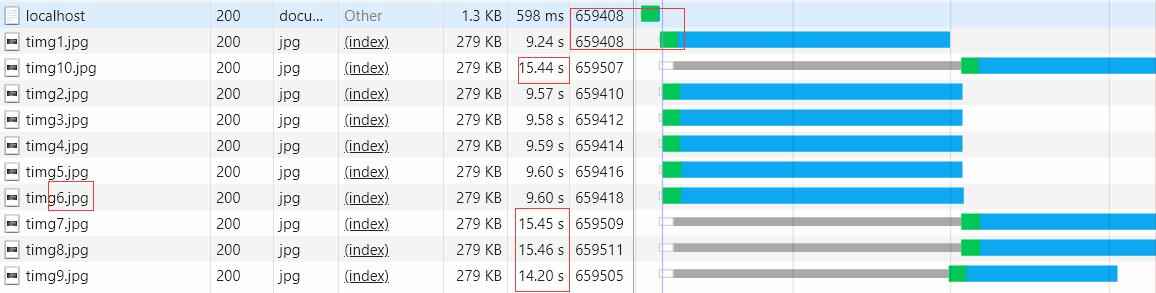 localhost 200 docu... Other 1.3 KB 598 ms 659408
timg1.jpg 200 jpg (index) 279 KB 9.24 s 659408
timg10.jpg 200 jpg (index) 279 KB 15.44 s 659507
timg2.jpg 200 jpg (index) 279 KB 9.57 s 659410
timg3.jpg 200 jpg (index) 279 KB 9.58 s 659412
timg4.jpg 200 jpg (index) 279 KB 9.59 s 659414
timg5.jpg 200 jpg (index) 279 KB 9.60 s 659416
timg6.jpg 200 jpg (index) 279 KB 9.60 s 659418
timg7.jpg 200 jpg (index) 279 KB 15.45 s 659509
timg8.jpg 200 jpg (index) 279 KB 15.46 s 659511
timg9.jpg 200 jpg (index) 279 KB 14.20 s 659505